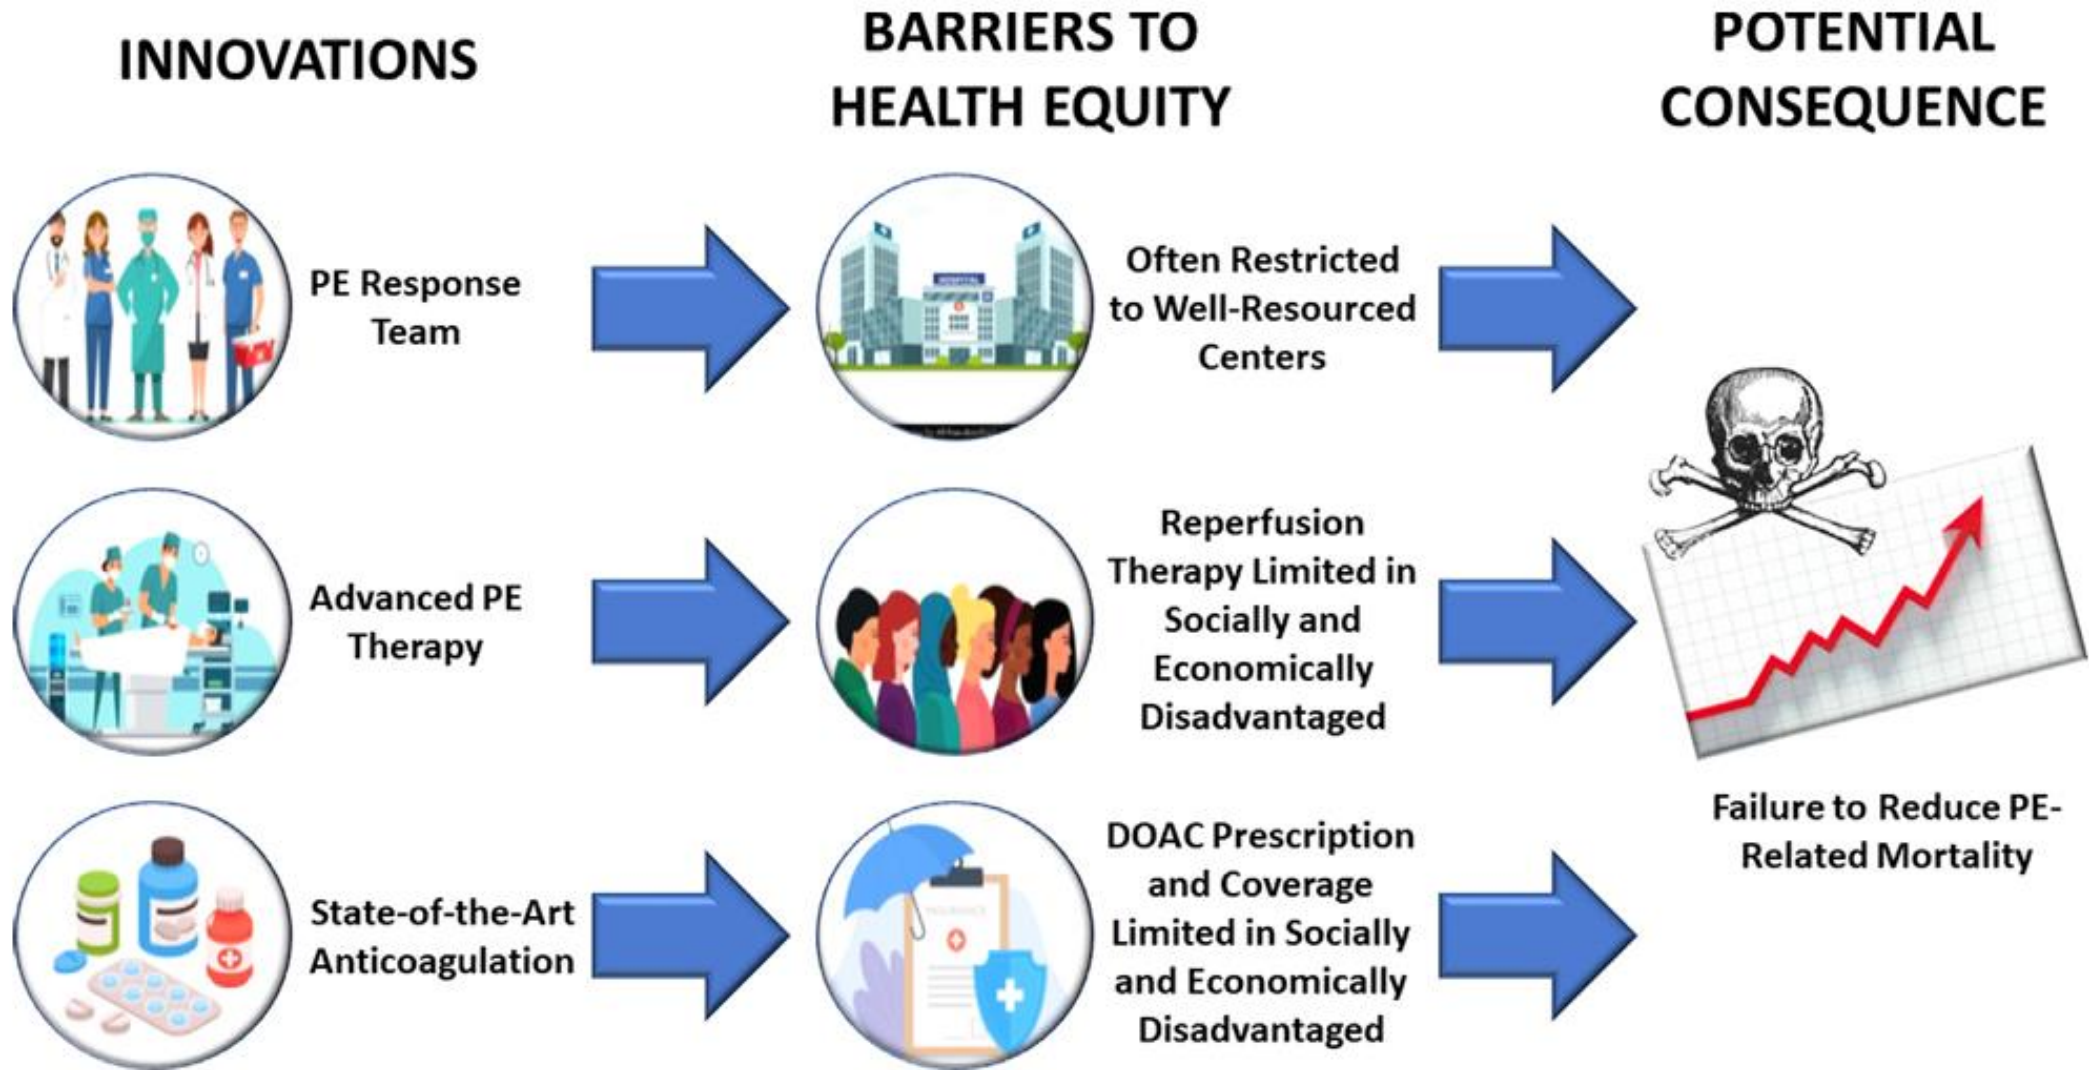 INNOVATIONS
BARRIERS TO
HEALTH EQUITY
POTENTIAL
CONSEQUENCE
PE Response
Team
HOSPITAL
Often Restricted
to Well-Resourced
Centers
Advanced PE
Therapy
Reperfusion
Therapy Limited in
Socially and
Economically
Disadvantaged
State-of-the-Art
Anticoagulation
INSURANCE
DOAC Prescription
and Coverage
Limited in Socially
and Economically
Disadvantaged
Failure to Reduce PE-
Related Mortality